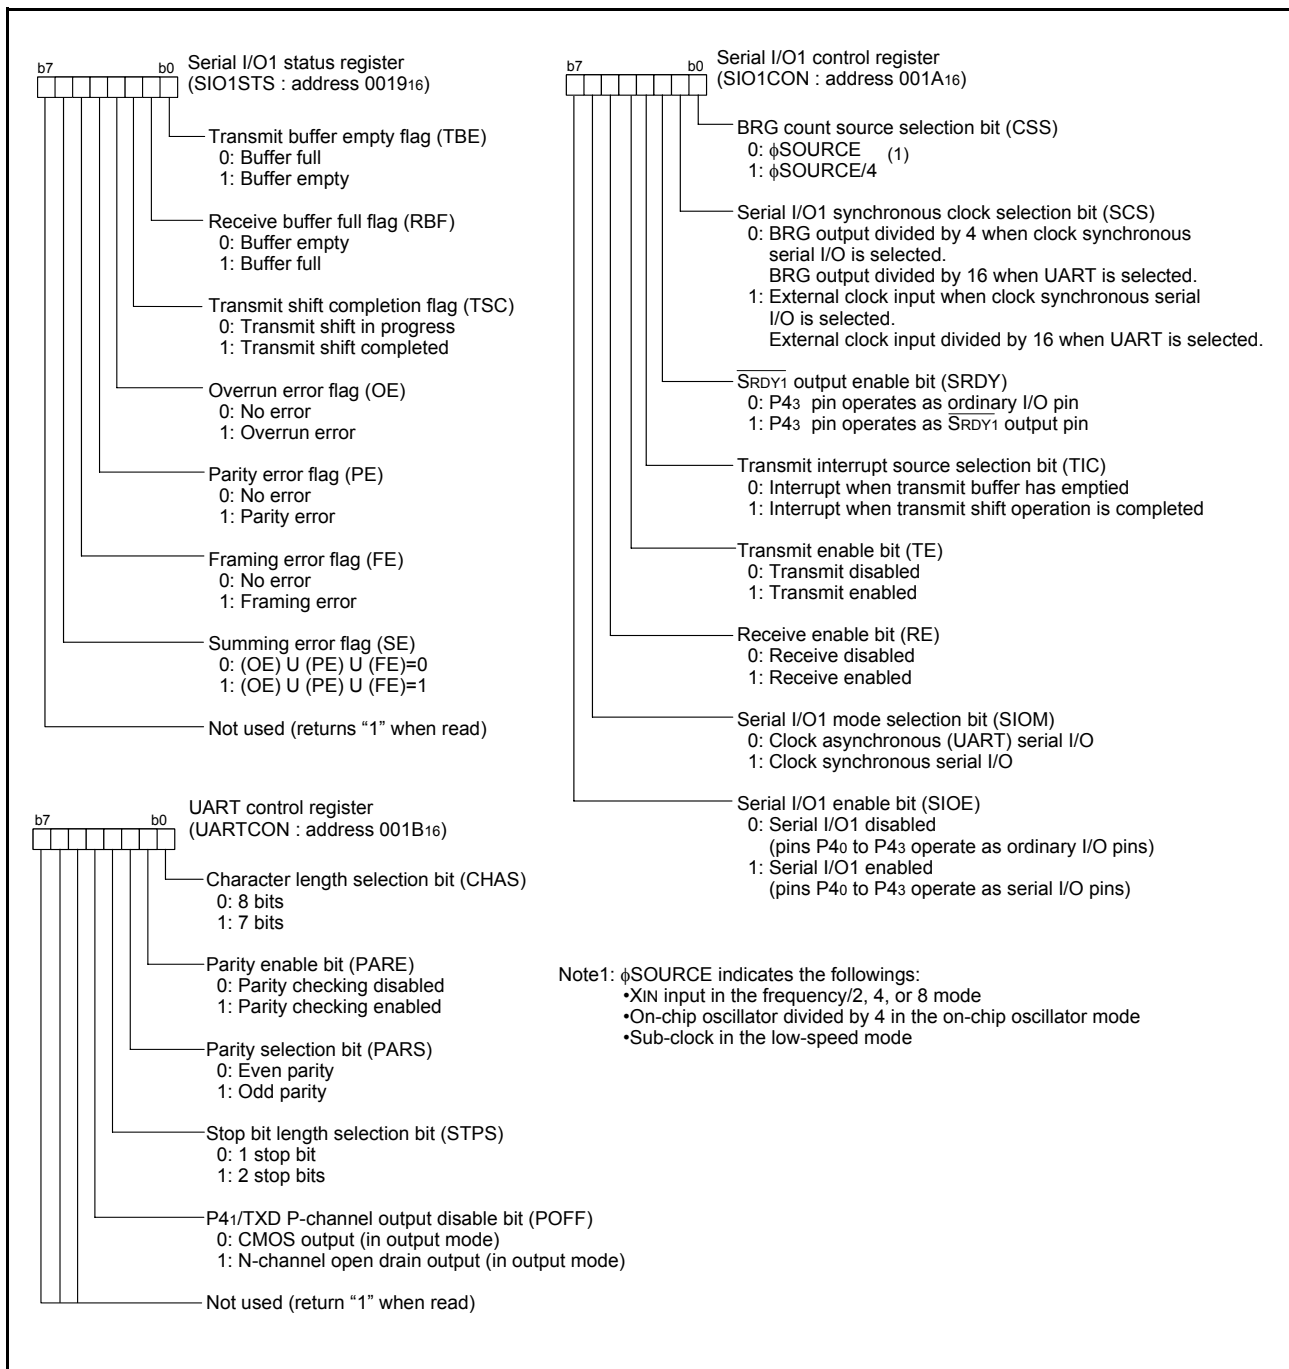 b7 b0 Serial I/O1 status register
(SIO1STS : address 001916)
Transmit buffer empty flag (TBE)
0: Buffer full
1: Buffer empty
Receive buffer full flag (RBF)
0: Buffer empty
1: Buffer full
Transmit shift completion flag (TSC)
0: Transmit shift in progress
1: Transmit shift completed
Overrun error flag (OE)
0: No error
1: Overrun error
Parity error flag (PE)
0: No error
1: Parity error
Framing error flag (FE)
0: No error
1: Framing error
Summing error flag (SE)
0: (OE) U (PE) U (FE)=0
1: (OE) U (PE) U (FE)=1
Not used (returns “1” when read)
b7 b0 UART control register
(UARTCON : address 001B16)
Character length selection bit (CHAS)
0: 8 bits
1: 7 bits
Parity enable bit (PARE)
0: Parity checking disabled
1: Parity checking enabled
Parity selection bit (PARS)
0: Even parity
1: Odd parity
Stop bit length selection bit (STPS)
0: 1 stop bit
1: 2 stop bits
P41/TXD P-channel output disable bit (POFF)
0: CMOS output (in output mode)
1: N-channel open drain output (in output mode)
Not used (return “1” when read)
b7 b0 Serial I/O1 control register
(SIO1CON : address 001A16)
BRG count source selection bit (CSS)
0: ϕSOURCE (1)
1: ϕSOURCE/4
Serial I/O1 synchronous clock selection bit (SCS)
0: BRG output divided by 4 when clock synchronous
serial I/O is selected.
BRG output divided by 16 when UART is selected.
1: External clock input when clock synchronous serial
I/O is selected.
External clock input divided by 16 when UART is selected.
SRDY1 output enable bit (SRDY)
0: P43 pin operates as ordinary I/O pin
1: P43 pin operates as SRDY1 output pin
Transmit interrupt source selection bit (TIC)
0: Interrupt when transmit buffer has emptied
1: Interrupt when transmit shift operation is completed
Transmit enable bit (TE)
0: Transmit disabled
1: Transmit enabled
Receive enable bit (RE)
0: Receive disabled
1: Receive enabled
Serial I/O1 mode selection bit (SIOM)
0: Clock asynchronous (UART) serial I/O
1: Clock synchronous serial I/O
Serial I/O1 enable bit (SIOE)
0: Serial I/O1 disabled
(pins P40 to P43 operate as ordinary I/O pins)
1: Serial I/O1 enabled
(pins P40 to P43 operate as serial I/O pins)
Note1: ϕSOURCE indicates the followings:
•XIN input in the frequency/2, 4, or 8 mode
•On-chip oscillator divided by 4 in the on-chip oscillator mode
•Sub-clock in the low-speed mode